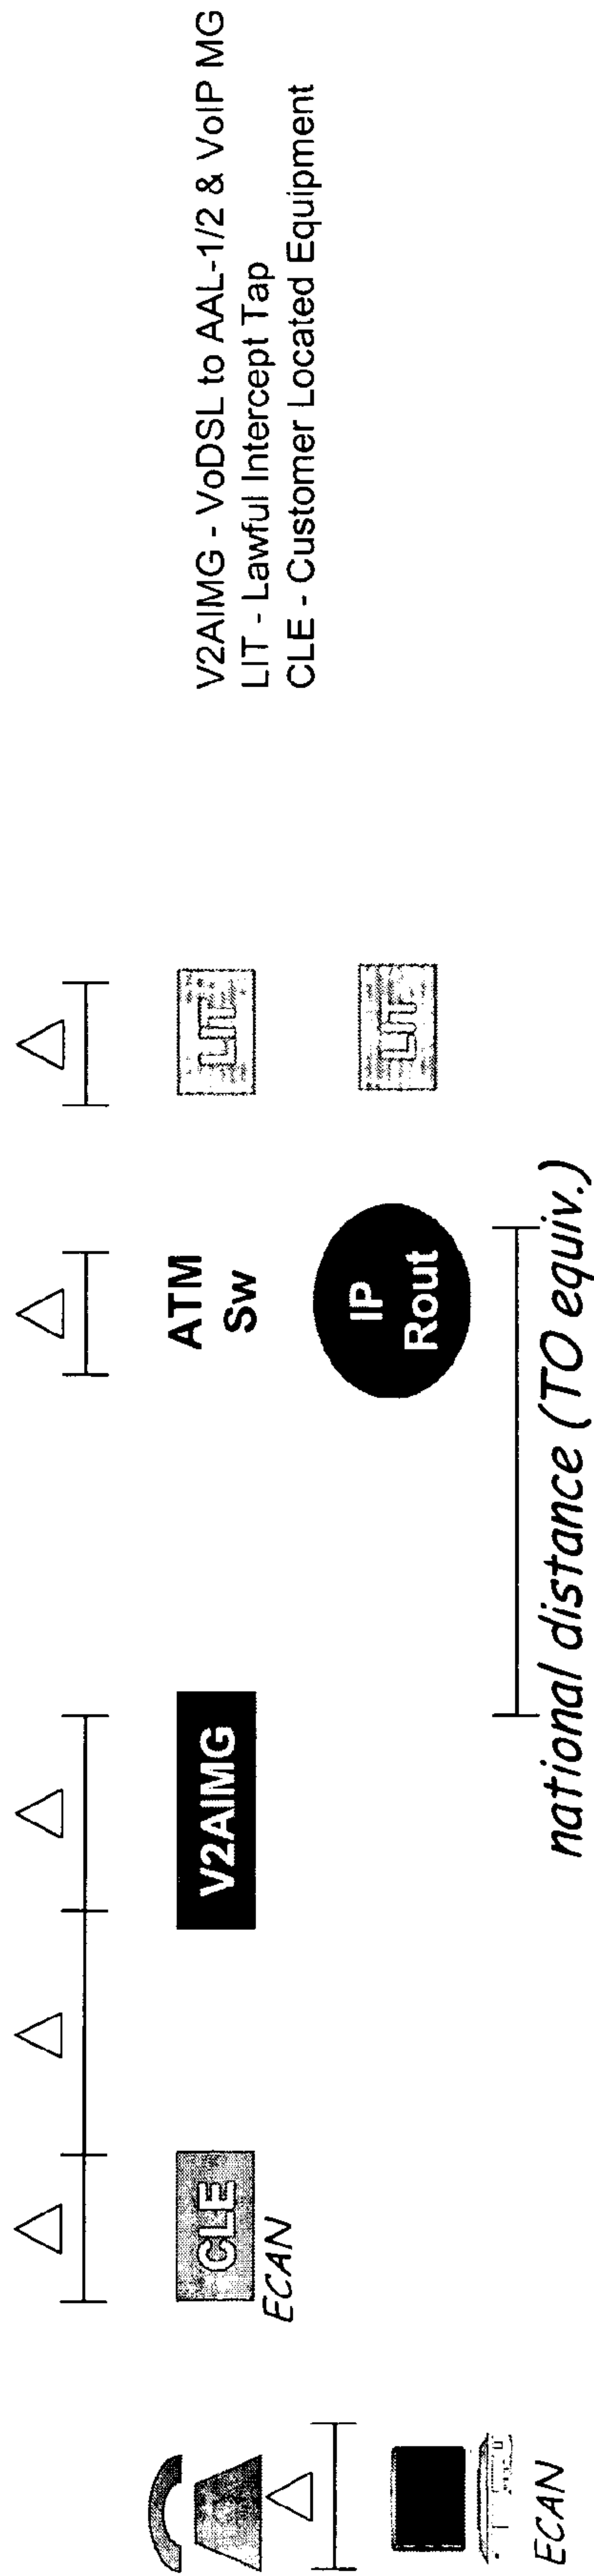 V2AIMG - VoDSL to AAL-1/2 & VoIP MG
LIT - Lawful Intercept Tap
CLE - Customer Located Equipment
CLE
ECAN
V2AIMG
ATM
Sw
LIT
IP
Rout
LIT
national distance (TO equiv.)
ECAN